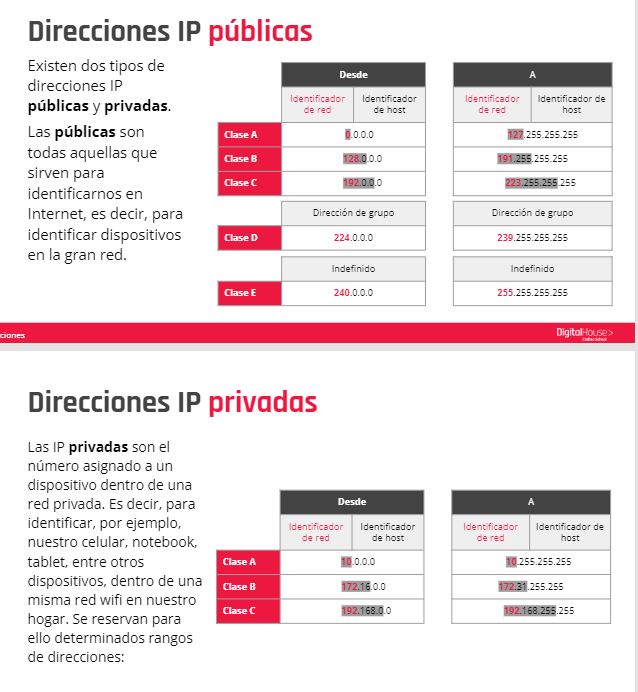 Direcciones IP públicas
Existen dos tipos de
direcciones IP
públicas y privadas.
Las públicas son
todas aquellas que
sirven para
identificarnos en
Internet, es decir, para
identificar dispositivos
en la gran red.
Desde A
Identificador de red Identificador de host Identificador de red Identificador de host
Clase A 0.0.0.0 127.255.255.255
Clase B 128.0.0.0 191.255.255.255
Clase C 192.0.0.0 223.255.255.255
Dirección de grupo Dirección de grupo
Clase D 224.0.0.0 239.255.255.255
Indefinido Indefinido
Clase E 240.0.0.0 255.255.255.255
ciones DigitalHouse>
Direcciones IP privadas
Las IP privadas son el
número asignado a un
dispositivo dentro de una
red privada. Es decir, para
identificar, por ejemplo,
nuestro celular, notebook,
tablet, entre otros
dispositivos, dentro de una
misma red wifi en nuestro
hogar. Se reservan para
ello determinados rangos
de direcciones:
Desde A
Identificador de red Identificador de host Identificador de red Identificador de host
Clase A 10.0.0.0 10.255.255.255
Clase B 172.16.0.0 172.31.255.255
Clase C 192.168.0.0 192.168.255.255